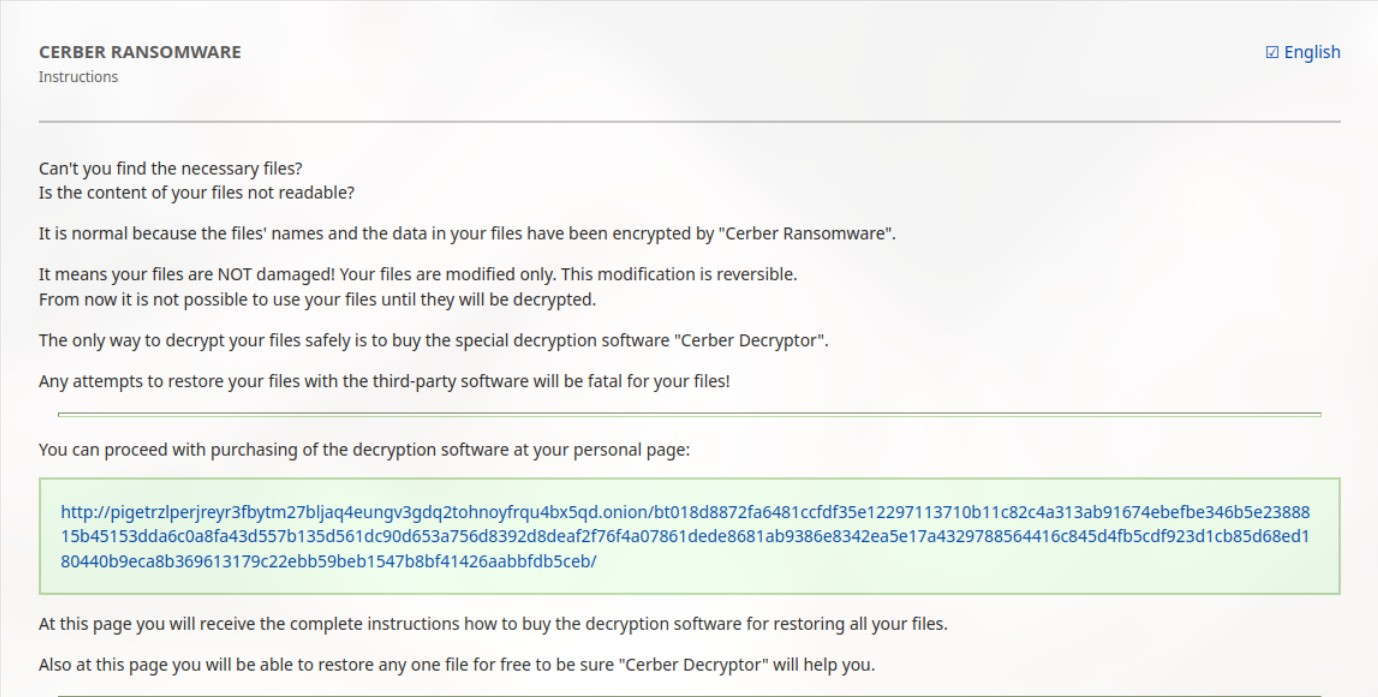 CERBER RANSOMWARE
☑ English
Instructions
Can't you find the necessary files?
Is the content of your files not readable?
It is normal because the files' names and the data in your files have been encrypted by "Cerber Ransomware".
It means your files are NOT damaged! Your files are modified only. This modification is reversible.
From now it is not possible to use your files until they will be decrypted.
The only way to decrypt your files safely is to buy the special decryption software "Cerber Decryptor".
Any attempts to restore your files with the third-party software will be fatal for your files!
You can proceed with purchasing of the decryption software at your personal page:
http://pigetrzlperjreyr3fbytm27bljaq4eungv3gdq2tohnoyfrqu4bx5qd.onion/bt018d8872fa6481ccfdf35e12297113710b11c82c4a313ab91674ebefbe346b5e23888
15b45153dda6c0a8fa43d557b135d561dc90d653a756d8392d8deaf2f76f4a07861dede8681ab9386e8342ea5e17a4329788564416c845d4fb5cdf923d1cb85d68ed1
80440b9eca8b369613179c22ebb59beb1547b8bf41426aabbfdb5ceb/
At this page you will receive the complete instructions how to buy the decryption software for restoring all your files.
Also at this page you will be able to restore any one file for free to be sure "Cerber Decryptor" will help you.